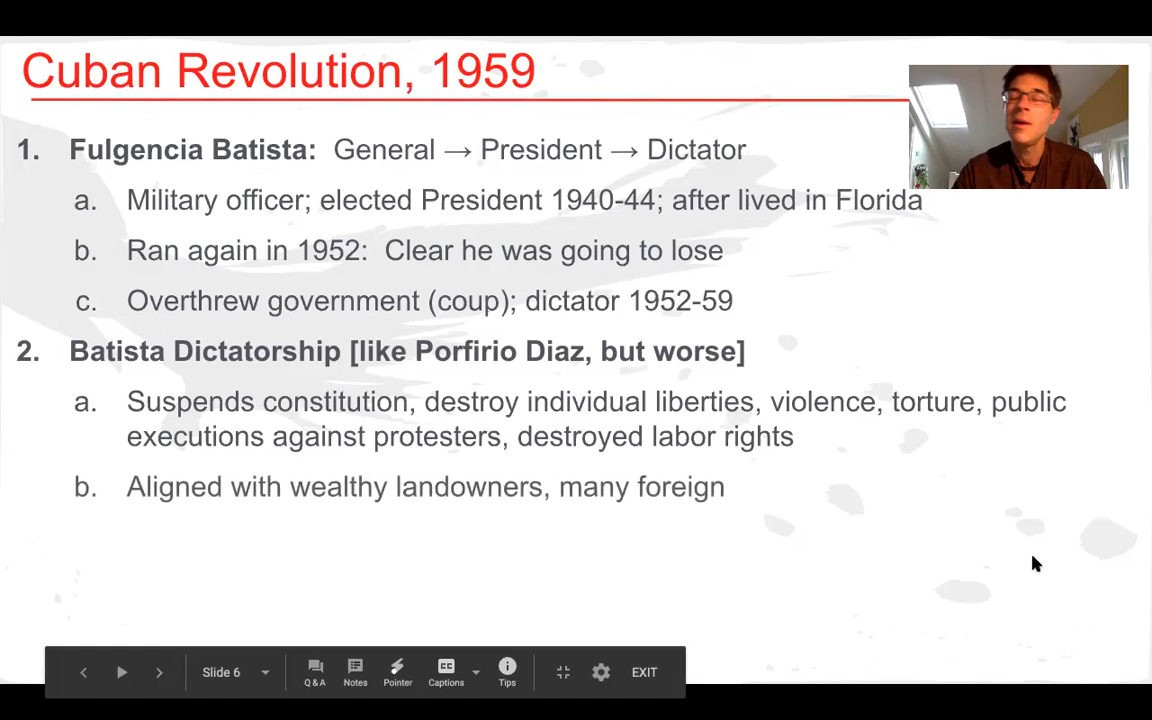 Cuban Revolution, 1959
1. Fulgencia Batista: General → President → Dictator
a. Military officer; elected President 1940-44; after lived in Florida
b. Ran again in 1952: Clear he was going to lose
c. Overthrew government (coup); dictator 1952-59
2. Batista Dictatorship [like Porfirio Diaz, but worse]
a. Suspends constitution, destroy individual liberties, violence, torture, public
executions against protesters, destroyed labor rights
b. Aligned with wealthy landowners, many foreign
Slide 6
Q & A Notes Pointer Captions Tips
CC
EXIT